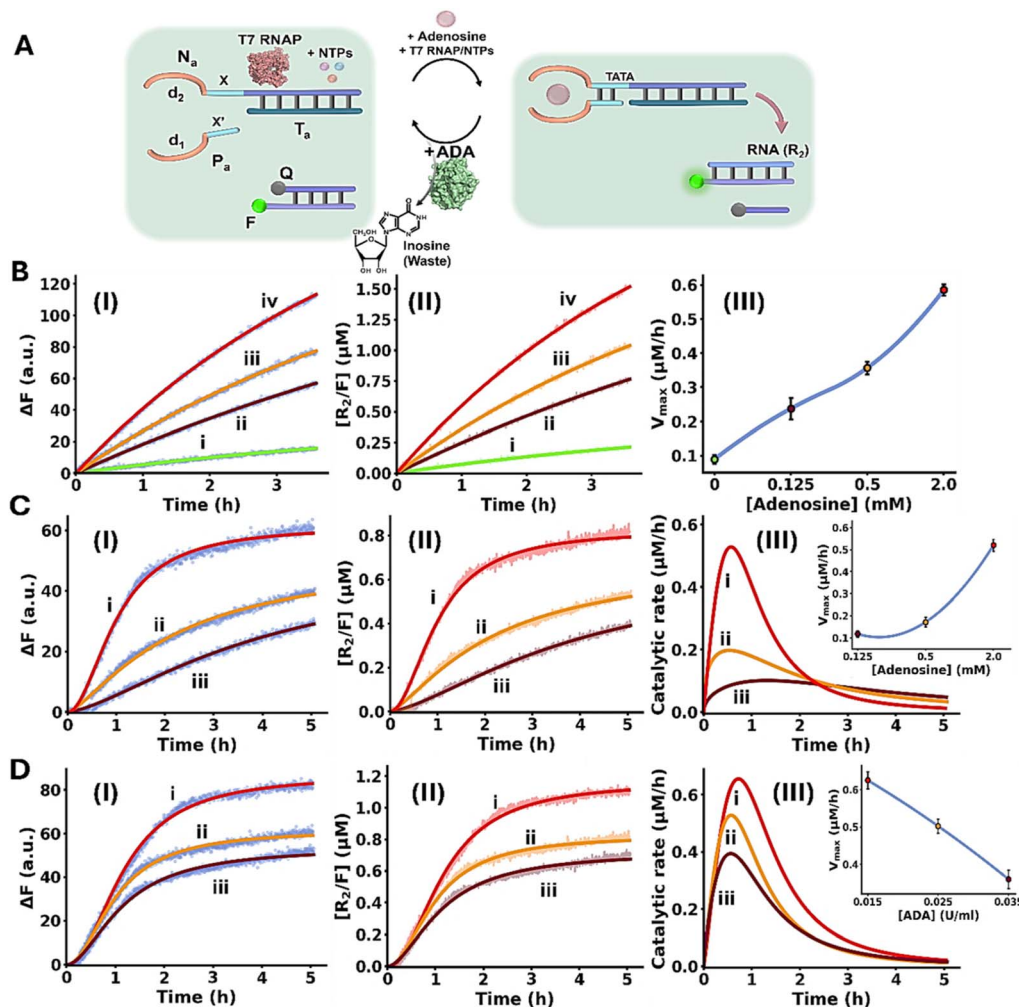 A
T7 RNAP
+ NTPs
Na
X
d2
Ta
X'
d1
Pa
Q
F
+ Adenosine
+ T7 RNAP/NTPs
+ADA
Inosine
(Waste)
O
N
NH
N
N
CH2OH
O
OH OH
TATA
RNA (R2)
B
(I)
ΔF (a.u.)
120
100
80
60
40
20
0
iv
iii
ii
i
1 2 3
Time (h)
(II)
[R2/F] (μM)
1.50
1.25
1.00
0.75
0.50
0.25
0.00
iv
iii
ii
i
1 2 3
Time (h)
(III)
Vmax (μM/h)
0.6
0.5
0.4
0.3
0.2
0.1
0 0.125 0.5 2.0
[Adenosine] (mM)
C
(I)
ΔF (a.u.)
60
40
20
0
i
ii
iii
0 1 2 3 4 5
Time (h)
(II)
[R2/F] (μM)
0.8
0.6
0.4
0.2
0.0
i
ii
iii
0 1 2 3 4 5
Time (h)
(III)
Catalytic rate (μM/h)
0.6
0.4
0.2
0.0
i
ii
iii
0 1 2 3 4 5
Time (h)
Vmax (μM/h)
0.5
0.4
0.3
0.2
0.1
0.125 0.5 2.0
[Adenosine] (mM)
D
(I)
ΔF (a.u.)
80
60
40
20
0
i
ii
iii
0 1 2 3 4 5
Time (h)
(II)
[R2/F] (μM)
1.2
1.0
0.8
0.6
0.4
0.2
0.0
i
ii
iii
0 1 2 3 4 5
Time (h)
(III)
Catalytic rate (μM/h)
0.6
0.4
0.2
0.0
i
ii
iii
0 1 2 3 4 5
Time (h)
Vmax (μM/h)
0.6
0.5
0.4
0.015 0.025 0.035
[ADA] (U/ml)